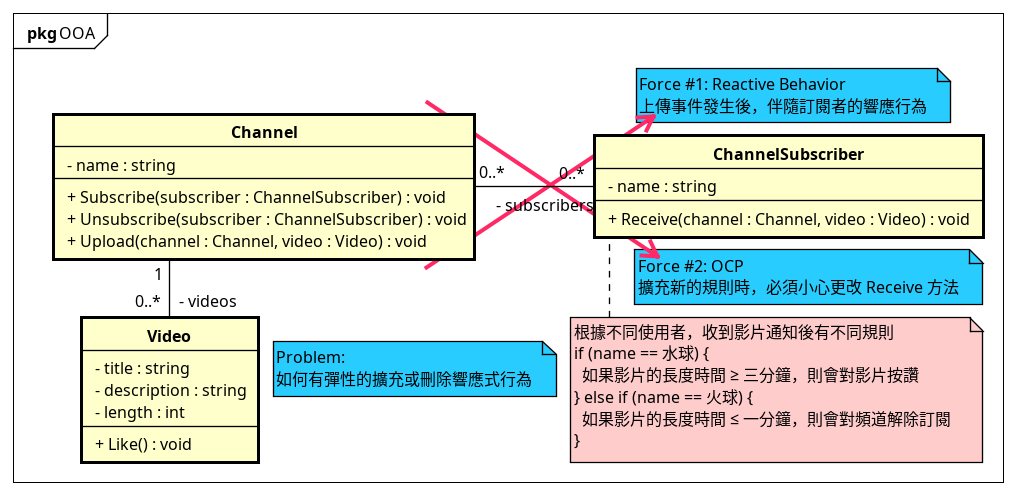 pkg OOA
Force #1: Reactive Behavior
上傳事件發生後，伴隨訂閱者的響應行為
Channel
- name : string
+ Subscribe(subscriber : ChannelSubscriber) : void
+ Unsubscribe(subscriber : ChannelSubscriber) : void
+ Upload(channel : Channel, video : Video) : void
0..*
0..*
- subscribers
ChannelSubscriber
- name : string
+ Receive(channel : Channel, video : Video) : void
Force #2: OCP
擴充新的規則時，必須小心更改 Receive 方法
1
0..*
- videos
Video
- title : string
- description : string
- length : int
+ Like() : void
Problem:
如何有彈性的擴充或刪除響應式行為
根據不同使用者，收到影片通知後有不同規則
if (name == 水球) {
如果影片的長度時間 ≥ 三分鐘，則會對影片按讚
} else if (name == 火球) {
如果影片的長度時間 ≤ 一分鐘，則會對頻道解除訂閱
}